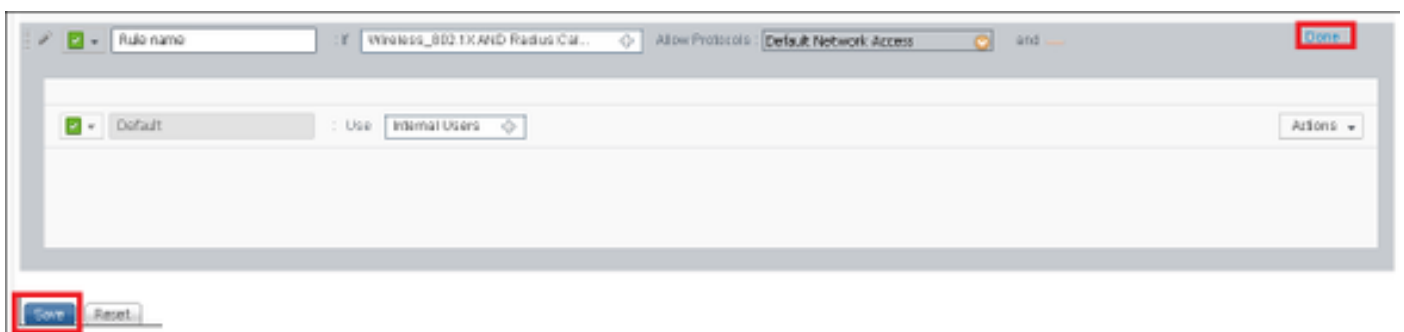 Rule name : If Wireless_802.1X AND Radius:Cal... Allow Protocols : Default Network Access and Done
Default : Use Internal Users Actions
Save Reset